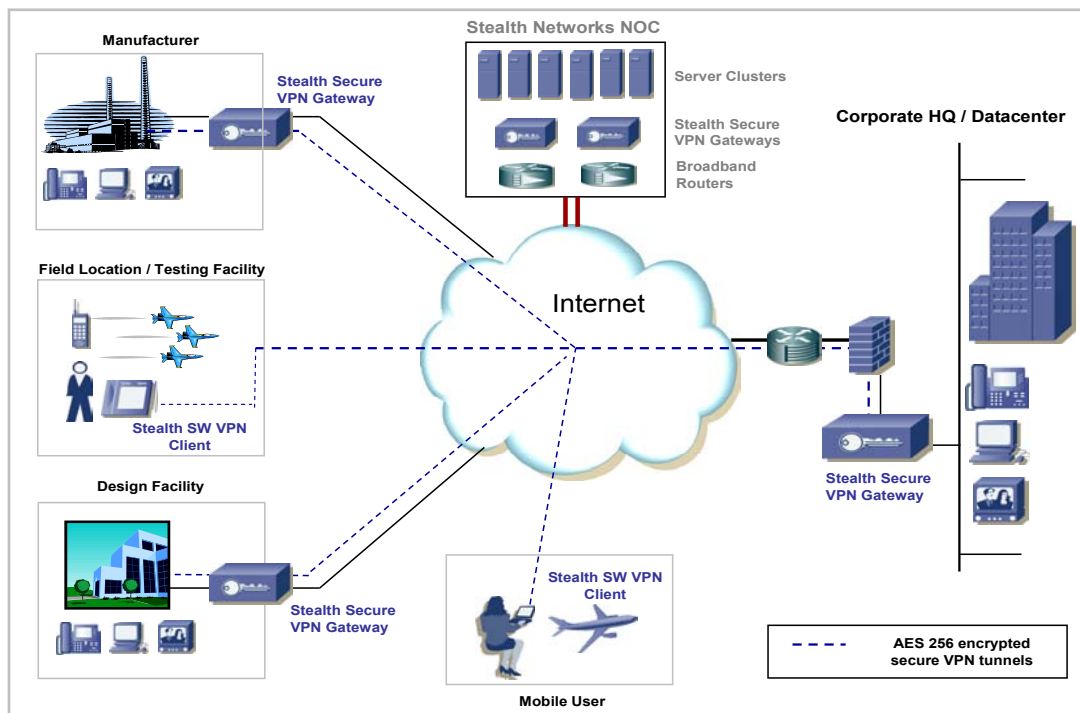 Stealth Networks NOC
Manufacturer
Stealth Secure
VPN Gateway
Server Clusters
Stealth Secure
VPN Gateways
Broadband
Routers
Corporate HQ / Datacenter
Field Location / Testing Facility
Internet
Stealth SW VPN
Client
Stealth Secure
VPN Gateway
Design Facility
Stealth Secure
VPN Gateway
Stealth SW VPN
Client
Mobile User
AES 256 encrypted
secure VPN tunnels